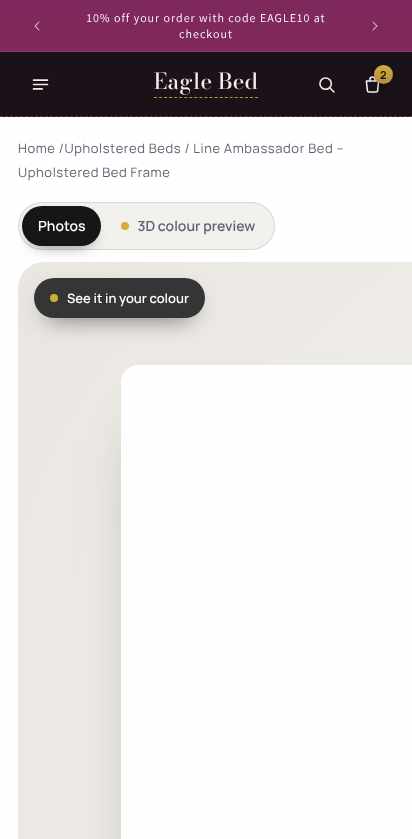 10% off your order with code EAGLE10 at
checkout
Eagle Bed
2
Home /Upholstered Beds / Line Ambassador Bed –
Upholstered Bed Frame
Photos
3D colour preview
See it in your colour